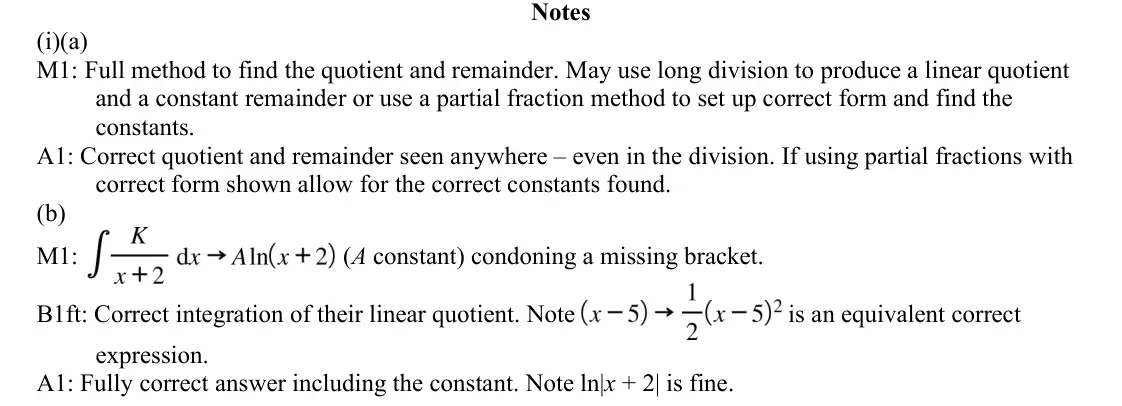 Notes
(i)(a)
M1: Full method to find the quotient and remainder. May use long division to produce a linear quotient
and a constant remainder or use a partial fraction method to set up correct form and find the
constants.
A1: Correct quotient and remainder seen anywhere – even in the division. If using partial fractions with
correct form shown allow for the correct constants found.
(b)
M1: ∫ K/(x+2) dx → A ln(x+2) (A constant) condoning a missing bracket.
B1ft: Correct integration of their linear quotient. Note (x−5) → 1/2(x−5)² is an equivalent correct
expression.
A1: Fully correct answer including the constant. Note ln|x + 2| is fine.